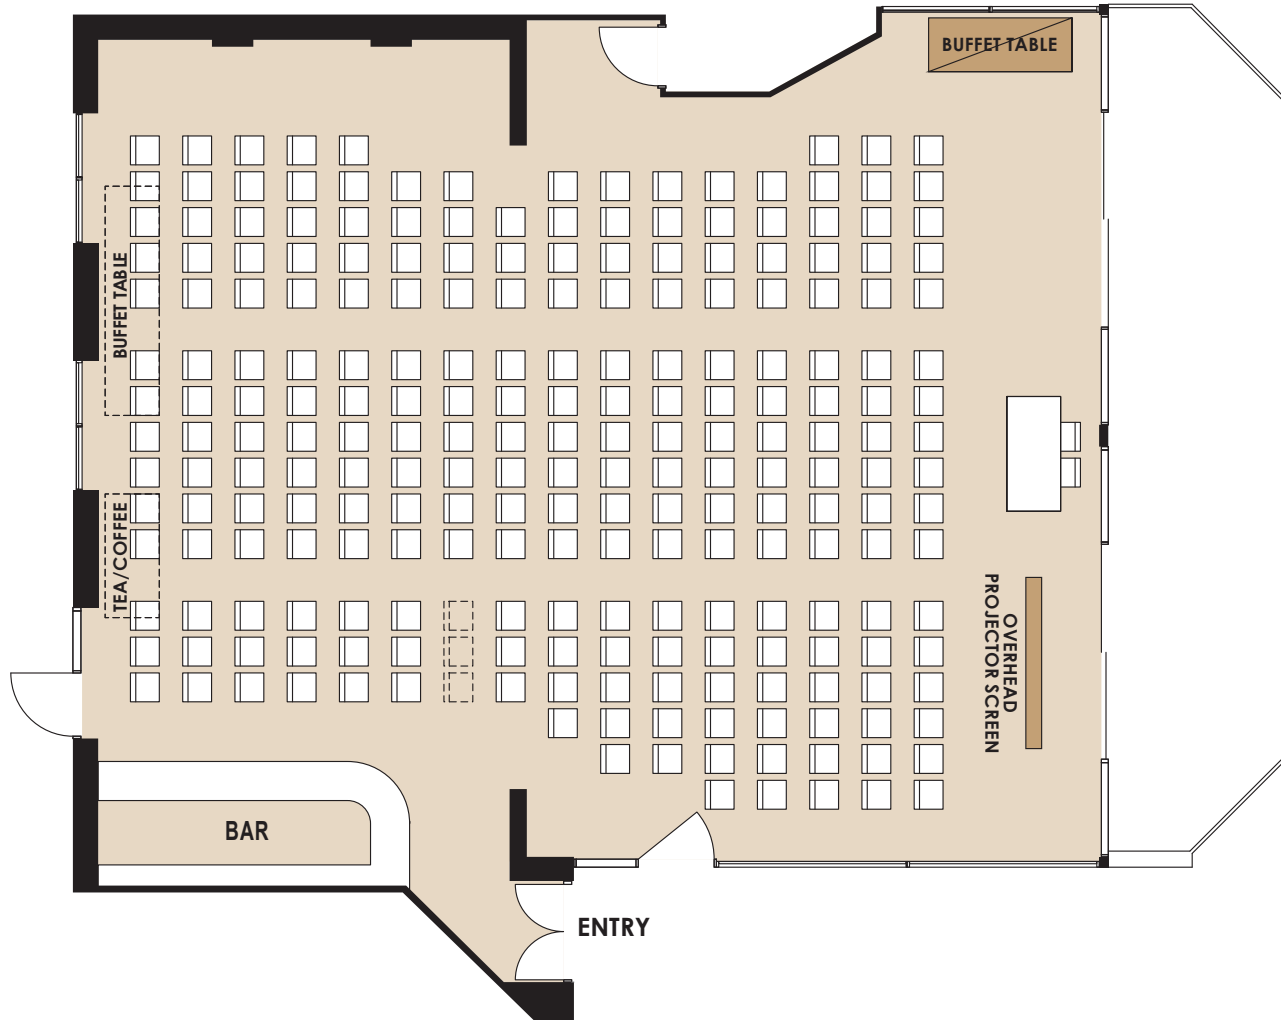 BUFFET TABLE
BUFFET TABLE
TEA/COFFEE
OVERHEAD
PROJECTOR SCREEN
BAR
ENTRY